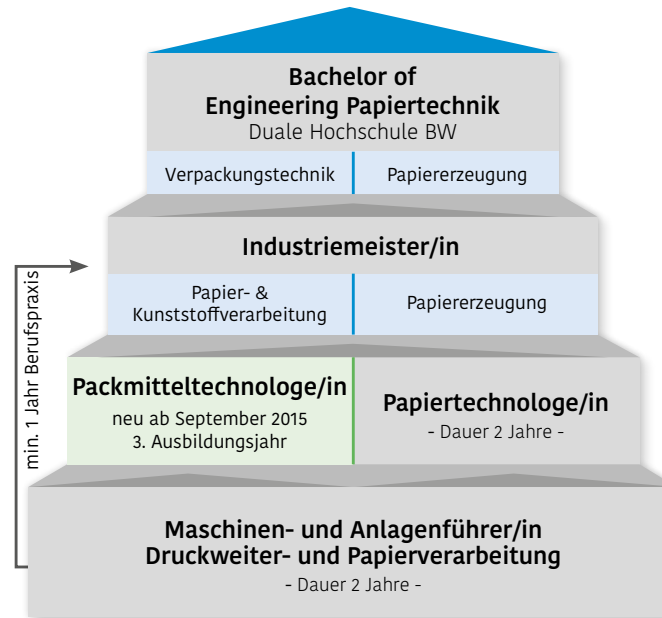 Bachelor of
Engineering Papiertechnik
Duale Hochschule BW
Verpackungstechnik
Papiererzeugung
Industriemeister/in
Papier- &
Kunststoffverarbeitung
Papiererzeugung
min. 1 Jahr Berufspraxis
Packmitteltechnologe/in
neu ab September 2015
3. Ausbildungsjahr
Papiertechnologe/in
- Dauer 2 Jahre -
Maschinen- und Anlagenführer/in
Druckweiter- und Papierverarbeitung
- Dauer 2 Jahre -